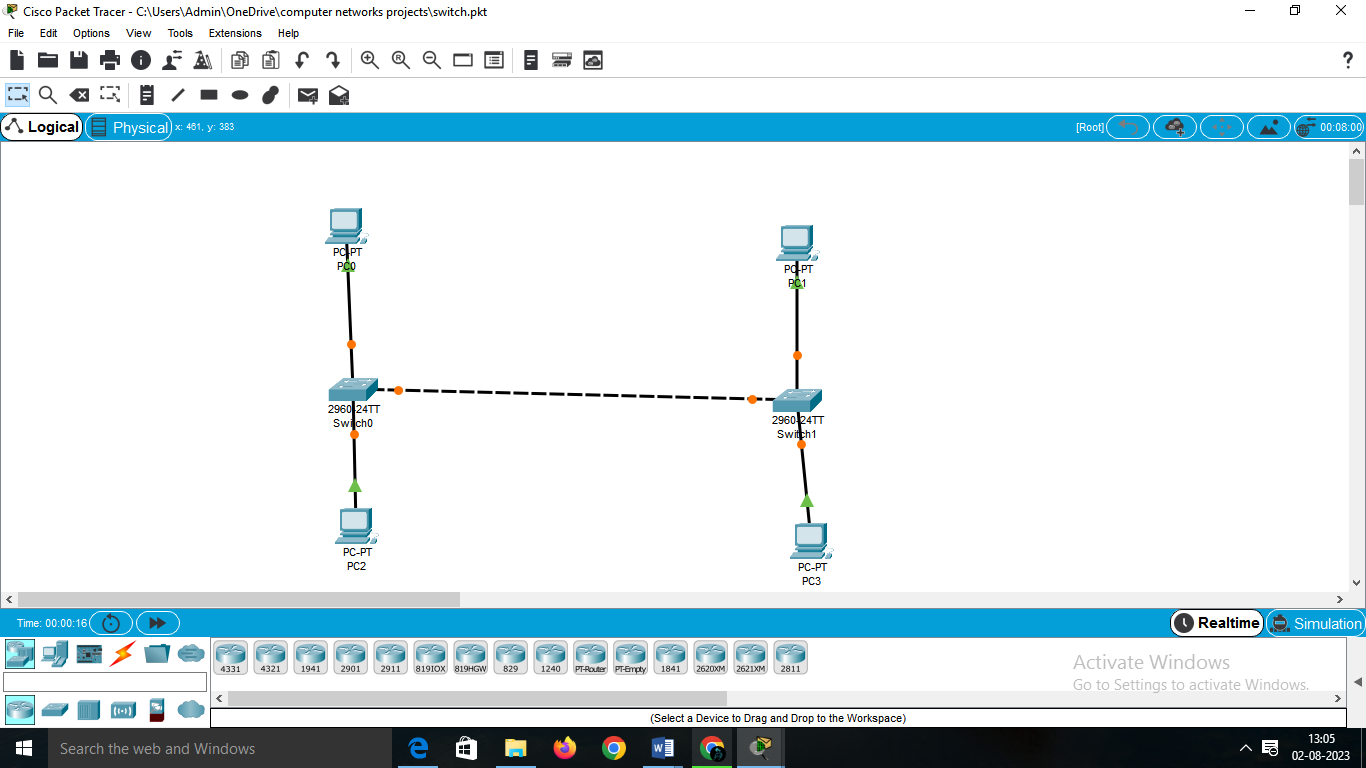 Cisco Packet Tracer - C:\Users\Admin\OneDrive\computer networks projects\switch.pkt
File Edit Options View Tools Extensions Help
Logical Physical x: 461, y: 383 [Root] 00:08:00
PC-PT
PC0
PC-PT
PC1
2960-24TT
Switch0
2960-24TT
Switch1
PC-PT
PC2
PC-PT
PC3
Time: 00:00:16 Realtime Simulation
4331 4321 1941 2901 2911 819IOX 819HGW 829 1240 PT-Router PT-Empty 1841 2620XM 2621XM 2811
Activate Windows
Go to Settings to activate Windows.
(Select a Device to Drag and Drop to the Workspace)
Search the web and Windows
13:05
02-08-2023